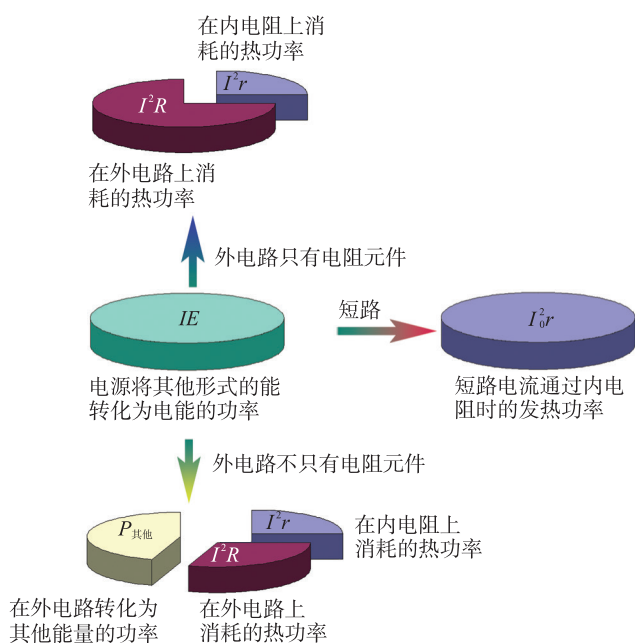 在内电阻上消
耗的热功率
I²r
I²R
在外电路上消
耗的热功率
外电路只有电阻元件
IE
短路
I₀²r
电源将其他形式的能
转化为电能的功率
短路电流通过内电
阻时的发热功率
外电路不只有电阻元件
P其他
I²r
I²R
在内电阻上
消耗的热功率
在外电路转化为
其他能量的功率
在外电路上
消耗的热功率